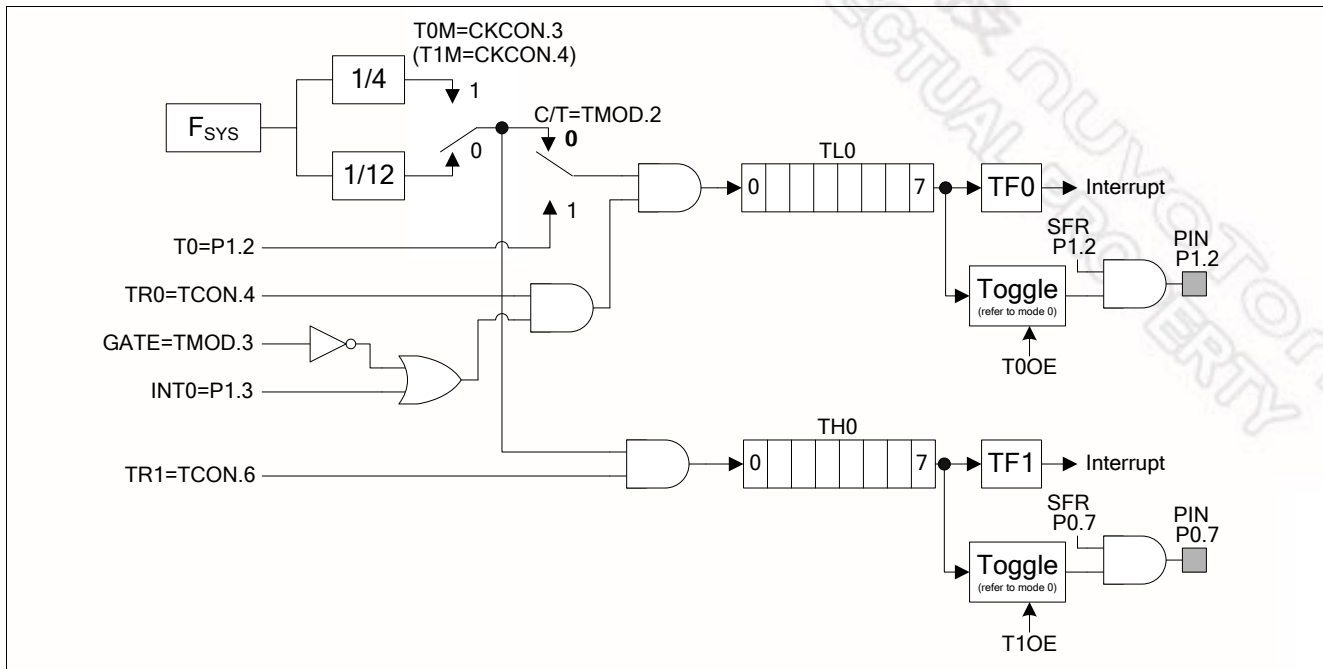 T0M=CKCON.3
(T1M=CKCON.4)
1/4
1
FSYS
C/T=TMOD.2
0
0
1/12
1
TL0
0 7
TF0
Interrupt
T0=P1.2
SFR
P1.2
PIN
P1.2
TR0=TCON.4
Toggle
(refer to mode 0)
GATE=TMOD.3
T0OE
INT0=P1.3
TH0
0 7
TF1
Interrupt
TR1=TCON.6
SFR
P0.7
PIN
P0.7
Toggle
(refer to mode 0)
T1OE
nuvoTon
ECTUAL PROPERTY